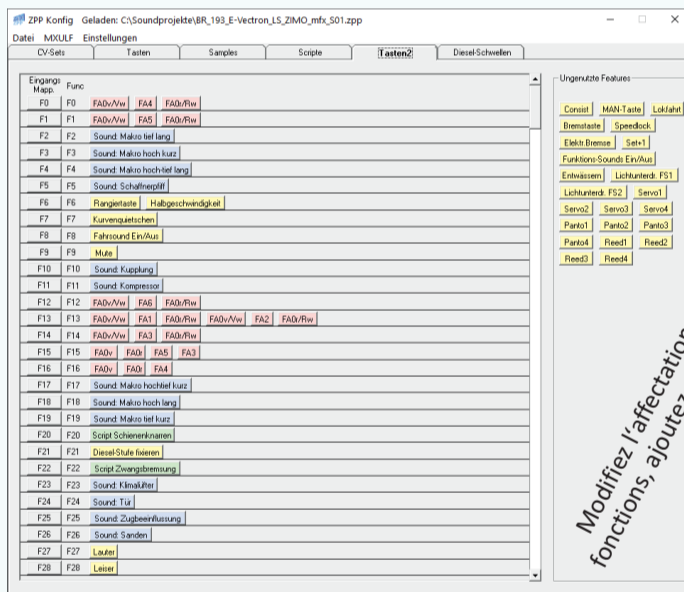 ZPP Konfig Geladen: C:\Soundprojekte\BR_193_E-Vectron_LS_ZIMO_mfx_S01.zpp
Datei MXULF Einstellungen
CV-Sets Tasten Samples Scripte Tasten2 Diesel-Schwellen
Eingangs Mapp. Func
F0 F0 FA0v/Vw FA4 FA0r/Rw
F1 F1 FA0v/Vw FA5 FA0r/Rw
F2 F2 Sound: Makro tief lang
F3 F3 Sound: Makro hoch kurz
F4 F4 Sound: Makro hoch-tief lang
F5 F5 Sound: Schaffnerpfiff
F6 F6 Rangiertaste Halbgeschwindigkeit
F7 F7 Kurvenquietschen
F8 F8 Fahrsound Ein/Aus
F9 F9 Mute
F10 F10 Sound: Kupplung
F11 F11 Sound: Kompressor
F12 F12 FA0v/Vw FA6 FA0r/Rw
F13 F13 FA0v/Vw FA1 FA0r/Rw FA0v/Vw FA2 FA0r/Rw
F14 F14 FA0v/Vw FA3 FA0r/Rw
F15 F15 FA0v FA0r FA5 FA3
F16 F16 FA0v FA0r FA4
F17 F17 Sound: Makro hochtief kurz
F18 F18 Sound: Makro hoch lang
F19 F19 Sound: Makro tief kurz
F20 F20 Script Schienenknarren
F21 F21 Diesel-Stufe fixieren
F22 F22 Script Zwangsbremsung
F23 F23 Sound: Klimalüfter
F24 F24 Sound: Tür
F25 F25 Sound: Zugbeeinflussung
F26 F26 Sound: Sanden
F27 F27 Lauter
F28 F28 Leiser
Ungenutzte Features
Consist MAN-Taste Lokfahrt
Bremstaste Speedlock
Elektr.Bremse Set+1
Funktions-Sounds Ein/Aus
Entwässern Lichtunterdr. FS1
Lichtunterdr. FS2 Servo1
Servo2 Servo3 Servo4
Panto1 Panto2 Panto3
Panto4 Reed1 Reed2
Reed3 Reed4
Modifiez l'affectation
fonctions, ajoutez